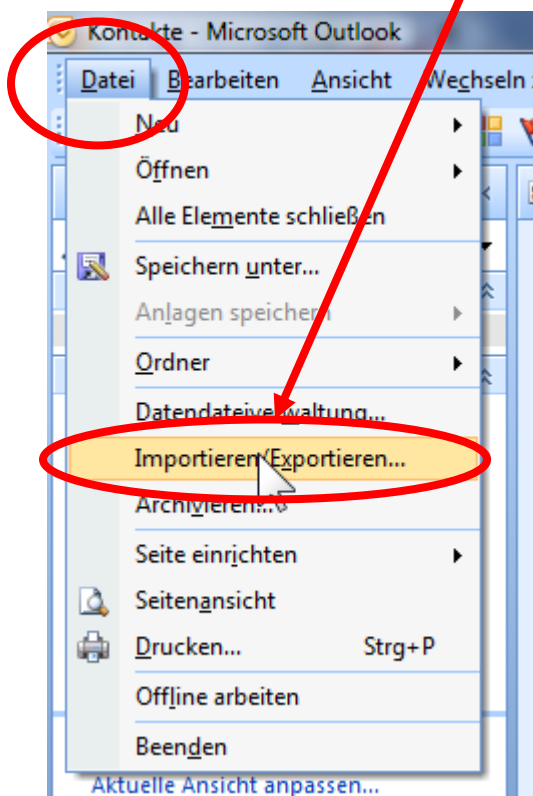 Kontakte - Microsoft Outlook
Datei Bearbeiten Ansicht Wechseln
Neu
Öffnen
Alle Elemente schließen
Speichern unter...
Anlagen speichern
Ordner
Datendateiverwaltung...
Importieren/Exportieren...
Archivieren...
Seite einrichten
Seitenansicht
Drucken... Strg+P
Offline arbeiten
Beenden
Aktuelle Ansicht anpassen...